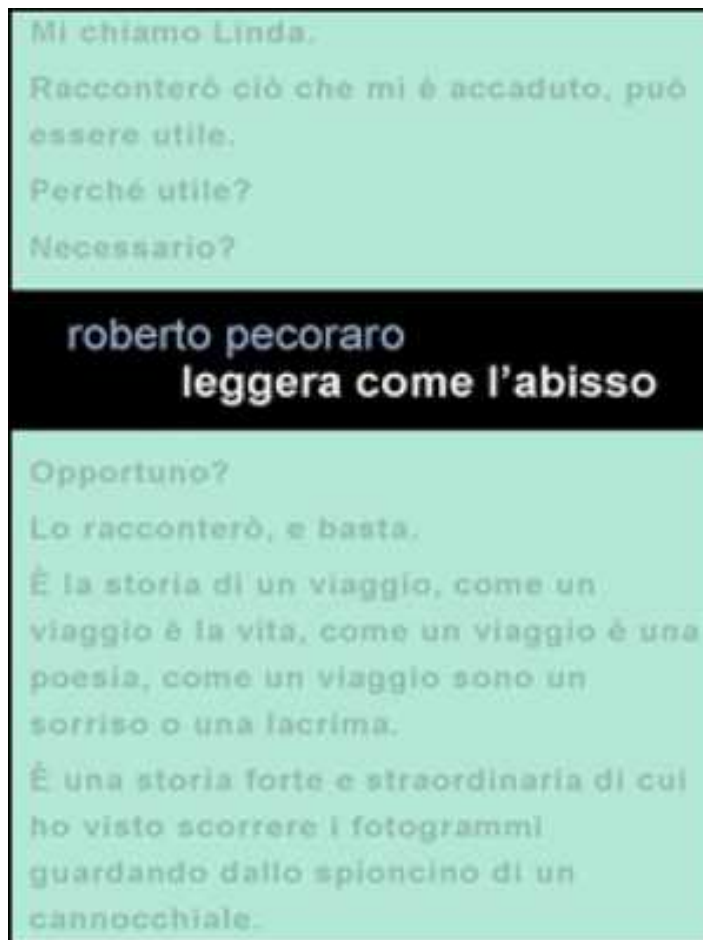 Mi chiamo Linda.
Racconterò ciò che mi è accaduto, può
essere utile.
Perché utile?
Necessario?
roberto pecoraro
leggera come l'abisso
Opportuno?
Lo racconterò, e basta.
È la storia di un viaggio, come un
viaggio è la vita, come un viaggio è una
poesia, come un viaggio sono un
sorriso o una lacrima.
È una storia forte e straordinaria di cui
ho visto scorrere i fotogrammi
guardando dallo spioncino di un
cannocchiale.